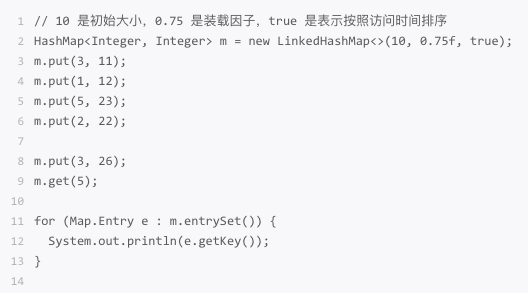 1 // 10 是初始大小，0.75 是装载因子，true 是表示按照访问时间排序
2 HashMap<Integer, Integer> m = new LinkedHashMap<>(10, 0.75f, true);
3 m.put(3, 11);
4 m.put(1, 12);
5 m.put(5, 23);
6 m.put(2, 22);
7
8 m.put(3, 26);
9 m.get(5);
10
11 for (Map.Entry e : m.entrySet()) {
12   System.out.println(e.getKey());
13 }
14